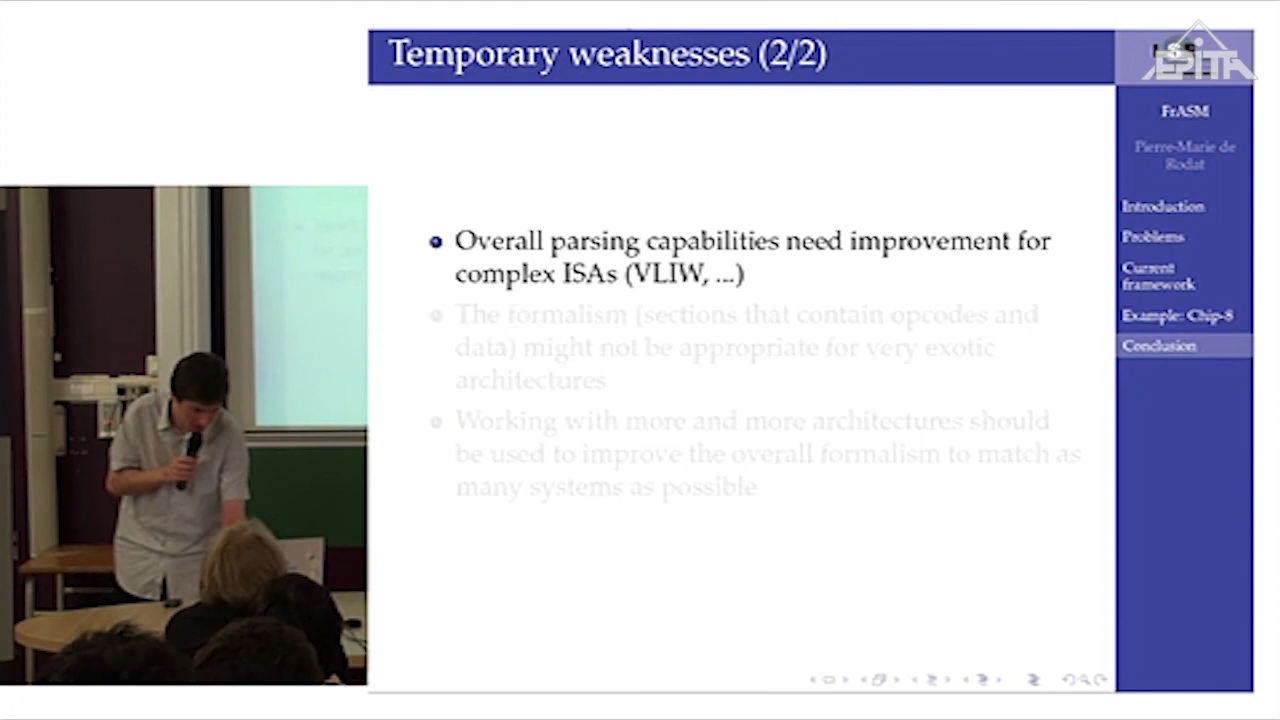 Temporary weaknesses (2/2)
EPITA
FrASM
Pierre-Marie de
Rodat
Introduction
Problems
Current
framework
Example: Chip-8
Conclusion
Overall parsing capabilities need improvement for
complex ISAs (VLIW, ...)
The formalism (sections that contain opcodes and
data) might not be appropriate for very exotic
architectures
Working with more and more architectures should
be used to improve the overall formalism to match as
many systems as possible